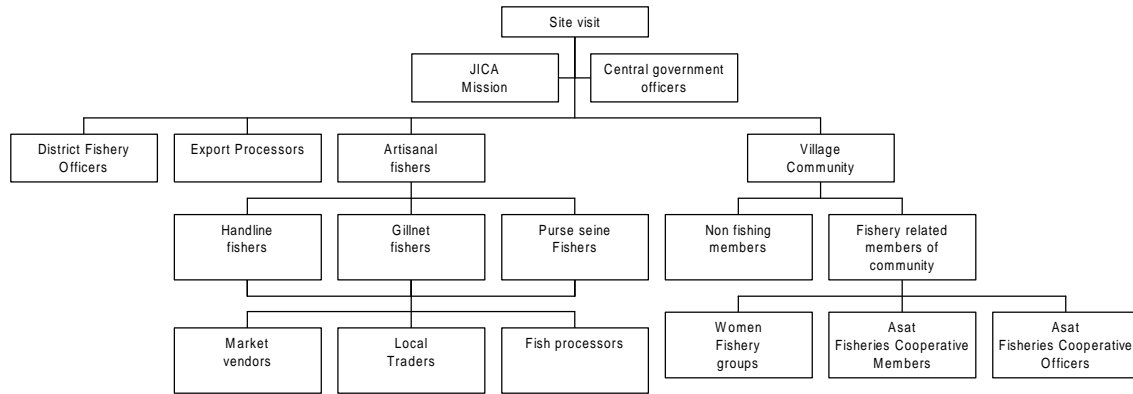 Site visit
JICA
Mission
Central government
officers
District Fishery
Officers
Export Processors
Artisanal
fishers
Village
Community
Handline
fishers
Gillnet
fishers
Purse seine
Fishers
Non fishing
members
Fishery related
members of
community
Market
vendors
Local
Traders
Fish processors
Women
Fishery
groups
Asat
Fisheries Cooperative
Members
Asat
Fisheries Cooperative
Officers